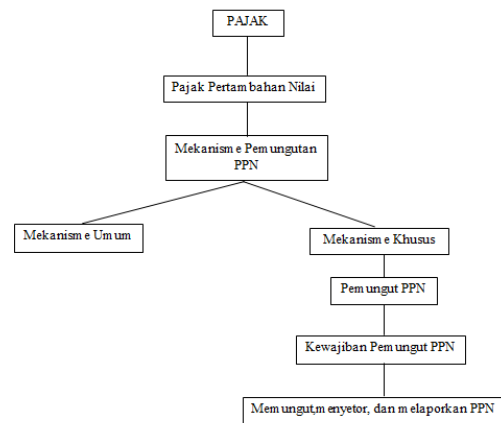 PAJAK
Pajak Pertambahan Nilai
Mekanisme Pemungutan
PPN
Mekanisme Umum
Mekanisme Khusus
Pemungut PPN
Kewajiban Pemungut PPN
Memungut,menyetor, dan melaporkan PPN